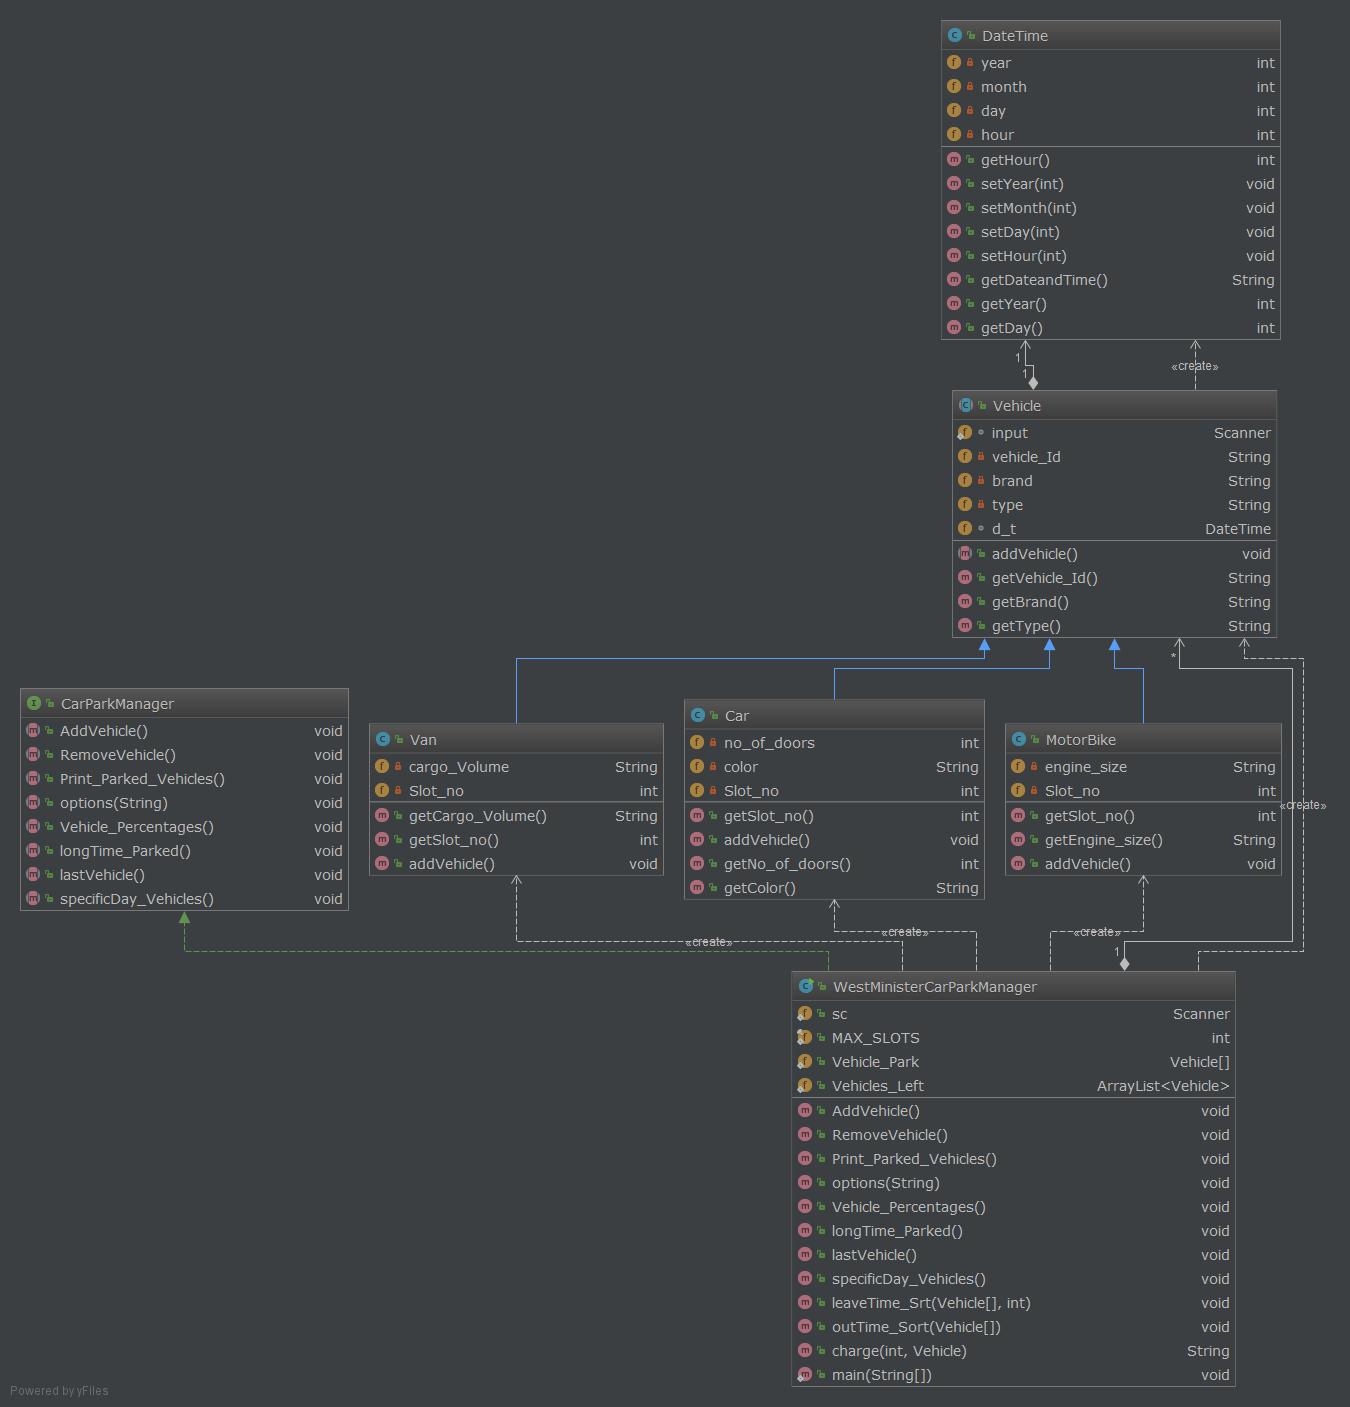 DateTime
year int
month int
day int
hour int
getHour() int
setYear(int) void
setMonth(int) void
setDay(int) void
setHour(int) void
getDateandTime() String
getYear() int
getDay() int
1
1
«create»
Vehicle
input Scanner
vehicle_Id String
brand String
type String
d_t DateTime
addVehicle() void
getVehicle_Id() String
getBrand() String
getType() String
*
CarParkManager
AddVehicle() void
RemoveVehicle() void
Print_Parked_Vehicles() void
options(String) void
Vehicle_Percentages() void
longTime_Parked() void
lastVehicle() void
specificDay_Vehicles() void
Van
cargo_Volume String
Slot_no int
getCargo_Volume() String
getSlot_no() int
addVehicle() void
Car
no_of_doors int
color String
Slot_no int
getSlot_no() int
addVehicle() void
getNo_of_doors() int
getColor() String
MotorBike
engine_size String
Slot_no int
getSlot_no() int
getEngine_size() String
addVehicle() void
«create»
«create»
«create»
«create»
1
WestMinisterCarParkManager
sc Scanner
MAX_SLOTS int
Vehicle_Park Vehicle[]
Vehicles_Left ArrayList<Vehicle>
AddVehicle() void
RemoveVehicle() void
Print_Parked_Vehicles() void
options(String) void
Vehicle_Percentages() void
longTime_Parked() void
lastVehicle() void
specificDay_Vehicles() void
leaveTime_Srt(Vehicle[], int) void
outTime_Sort(Vehicle[]) void
charge(int, Vehicle) String
main(String[]) void
Powered by yFiles